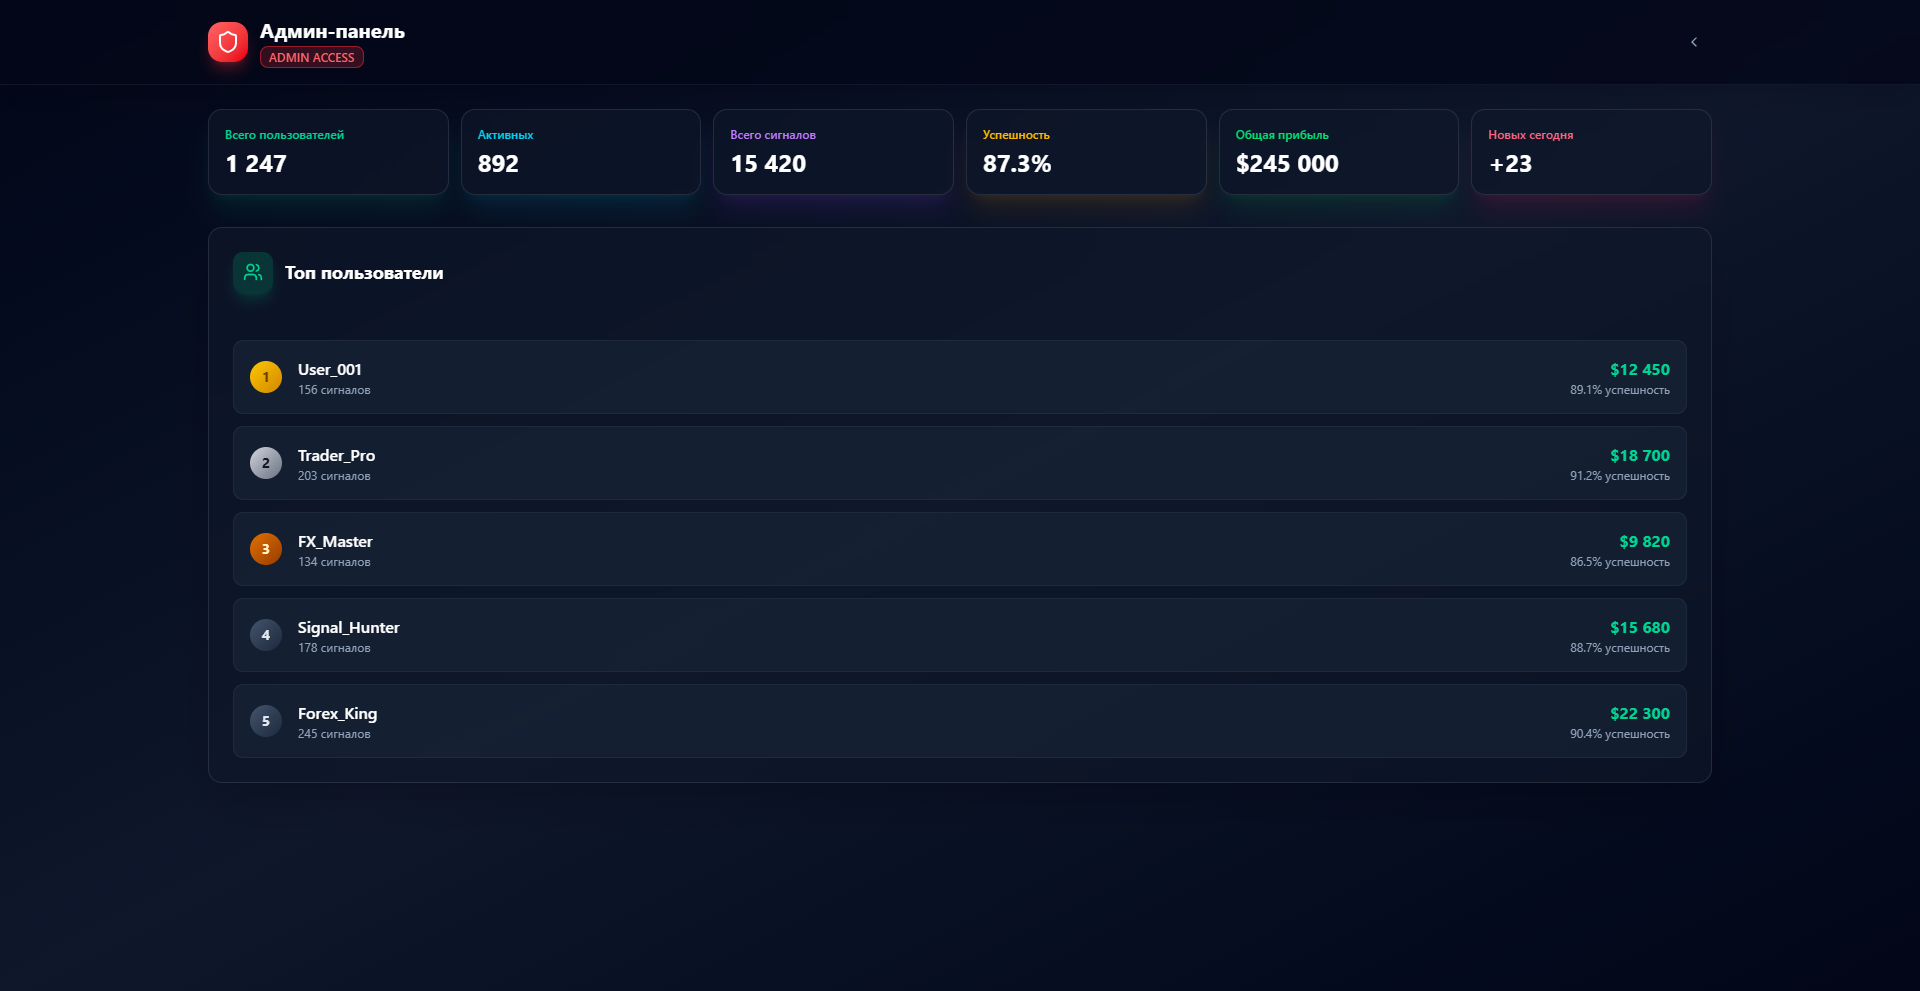 Админ-панель
ADMIN ACCESS
Всего пользователей
1 247
Активных
892
Всего сигналов
15 420
Успешность
87.3%
Общая прибыль
$245 000
Новых сегодня
+23
Топ пользователи
1
User_001
156 сигналов
$12 450
89.1% успешность
2
Trader_Pro
203 сигналов
$18 700
91.2% успешность
3
FX_Master
134 сигналов
$9 820
86.5% успешность
4
Signal_Hunter
178 сигналов
$15 680
88.7% успешность
5
Forex_King
245 сигналов
$22 300
90.4% успешность